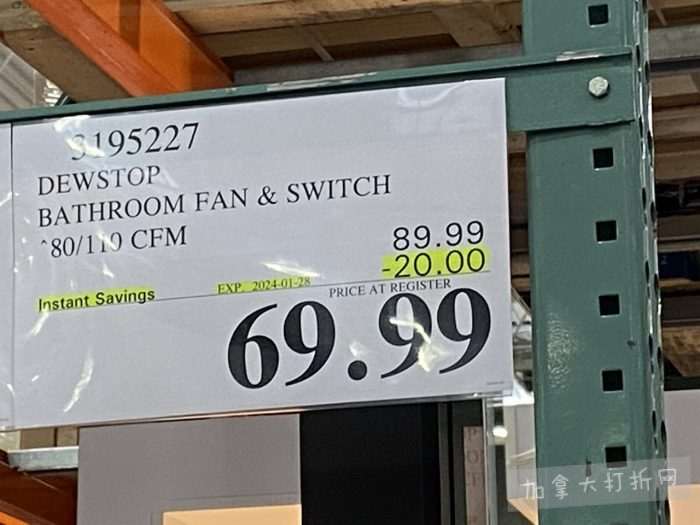 3195227
DEWSTOP
BATHROOM FAN & SWITCH
^80/110 CFM
89.99
-20.00
Instant Savings
EXP. 2024-01-28
PRICE AT REGISTER
69.99
加拿大打折网